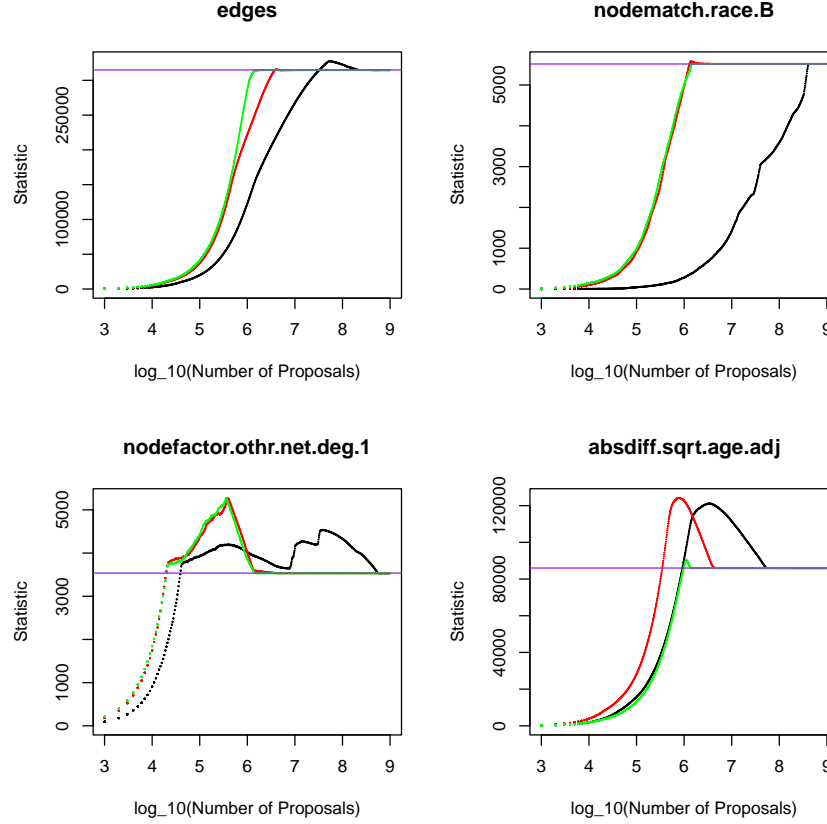 edges
Statistic
0
100000
250000
3 4 5 6 7 8 9
log_10(Number of Proposals)
nodematch.race.B
Statistic
0
1000
3000
5000
3 4 5 6 7 8 9
log_10(Number of Proposals)
nodefactor.othr.net.deg.1
Statistic
0
1000
3000
5000
3 4 5 6 7 8 9
log_10(Number of Proposals)
absdiff.sqrt.age.adj
Statistic
0
40000
80000
120000
3 4 5 6 7 8 9
log_10(Number of Proposals)